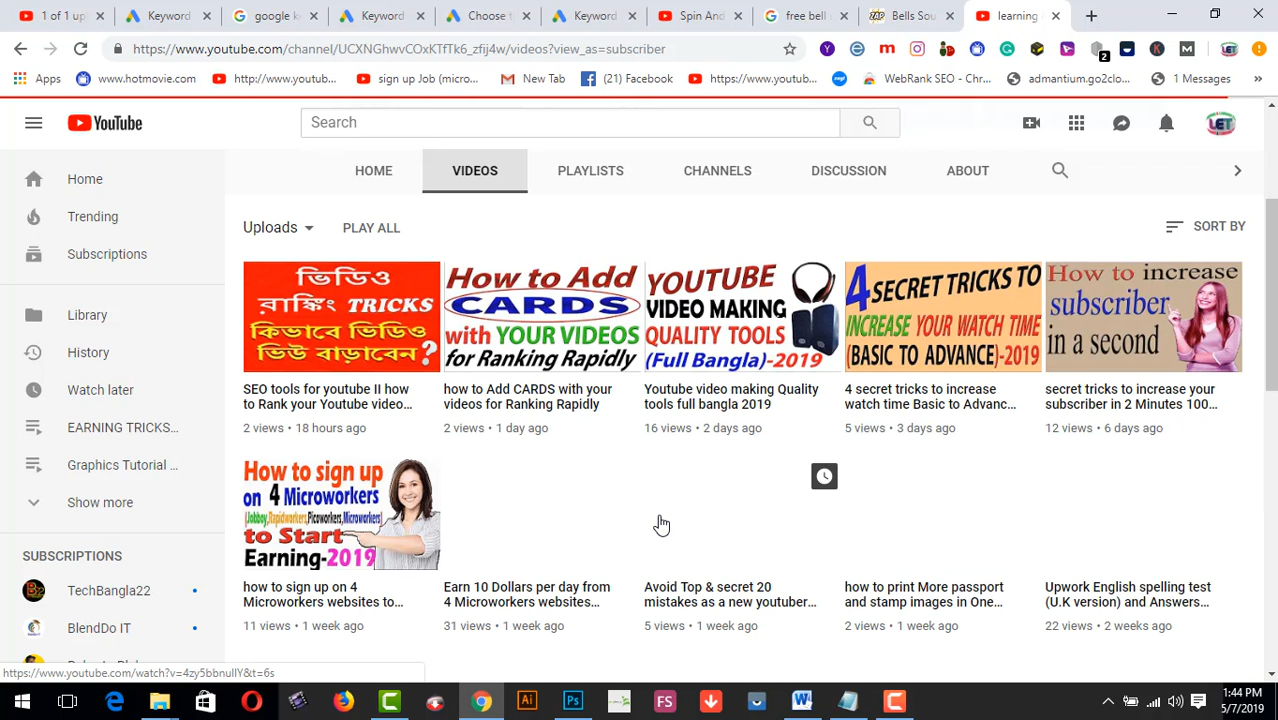 1 of up
Keyword
google k
Keyword
Choose t
Keyword
Spin And
free bell s
ZAP
Bells Sou
learning
https://www.youtube.com/channel/UCXNGhwvCOxKTfTk6_zfij4w/videos?view_as=subscriber
2
Apps
www.hotmovie.com
http://www.youtub...
sign up Job (micro...
New Tab
(21) Facebook
https://www.youtub...
WebRank SEO - Chr...
admantium.go2clo...
1 Messages
YouTube
Search
LET
HOME
VIDEOS
PLAYLISTS
CHANNELS
DISCUSSION
ABOUT
Home
Trending
Subscriptions
Library
History
Watch later
EARNING TRICKS...
Graphics Tutorial ...
Show more
SUBSCRIPTIONS
TechBangla22
BlendDo IT
Uploads
PLAY ALL
SORT BY
ভিডিও
রাঙ্কিং TRICKS
কিভাবে ভিডিও
ভিউ বাড়াবেন?
How to Add
CARDS
with YOUR VIDEOS
for Ranking Rapidly
YOUTUBE
VIDEO MAKING
QUALITY TOOLS
(Full Bangla)-2019
4 SECRET TRICKS TO
INCREASE YOUR WATCH TIME
(BASIC TO ADVANCE)-2019
How to increase
subscriber
in a second
SEO tools for youtube II how
to Rank your Youtube video...
2 views • 18 hours ago
how to Add CARDS with your
videos for Ranking Rapidly
2 views • 1 day ago
Youtube video making Quality
tools full bangla 2019
16 views • 2 days ago
4 secret tricks to increase
watch time Basic to Advanc...
5 views • 3 days ago
secret tricks to increase your
subscriber in 2 Minutes 100...
12 views • 6 days ago
How to sign up
on 4 Microworkers
(Jobboy,Rapidworkers,Picoworkers,Microworkers)
to Start
Earning-2019
how to sign up on 4
Microworkers websites to...
11 views • 1 week ago
Earn 10 Dollars per day from
4 Microworkers websites...
31 views • 1 week ago
Avoid Top & secret 20
mistakes as a new youtuber...
5 views • 1 week ago
how to print More passport
and stamp images in One...
2 views • 1 week ago
Upwork English spelling test
(U.K version) and Answers...
22 views • 2 weeks ago
https://www.youtube.com/watch?v=4zy5bbnulIY&t=6s
Ai
Ps
FS
1:44 PM
5/7/2019